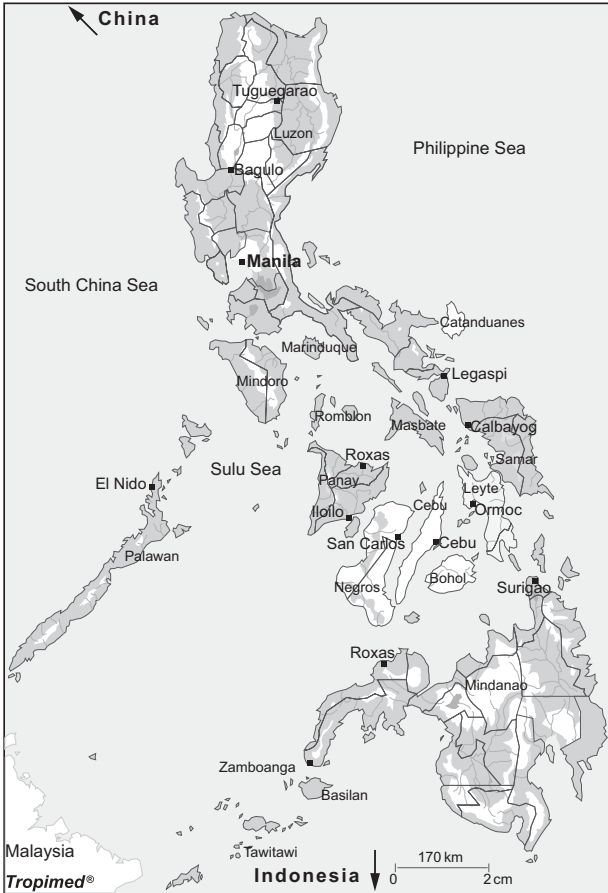 China
Tuguegarao
Luzon
Philippine Sea
Bagulo
Manila
South China Sea
Catanduanes
Marinduque
Legaspi
Mindoro
Romblon
Masbate
Calbayog
Roxas
Samar
Sulu Sea
Panay
El Nido
Leyte
Cebu
Iloilo
Ormoc
San Carlos
Cebu
Palawan
Bohol
Negros
Surigao
Roxas
Mindanao
Zamboanga
Basilan
Malaysia
Tawitawi
170 km
Indonesia
0 2 cm
Tropimed®